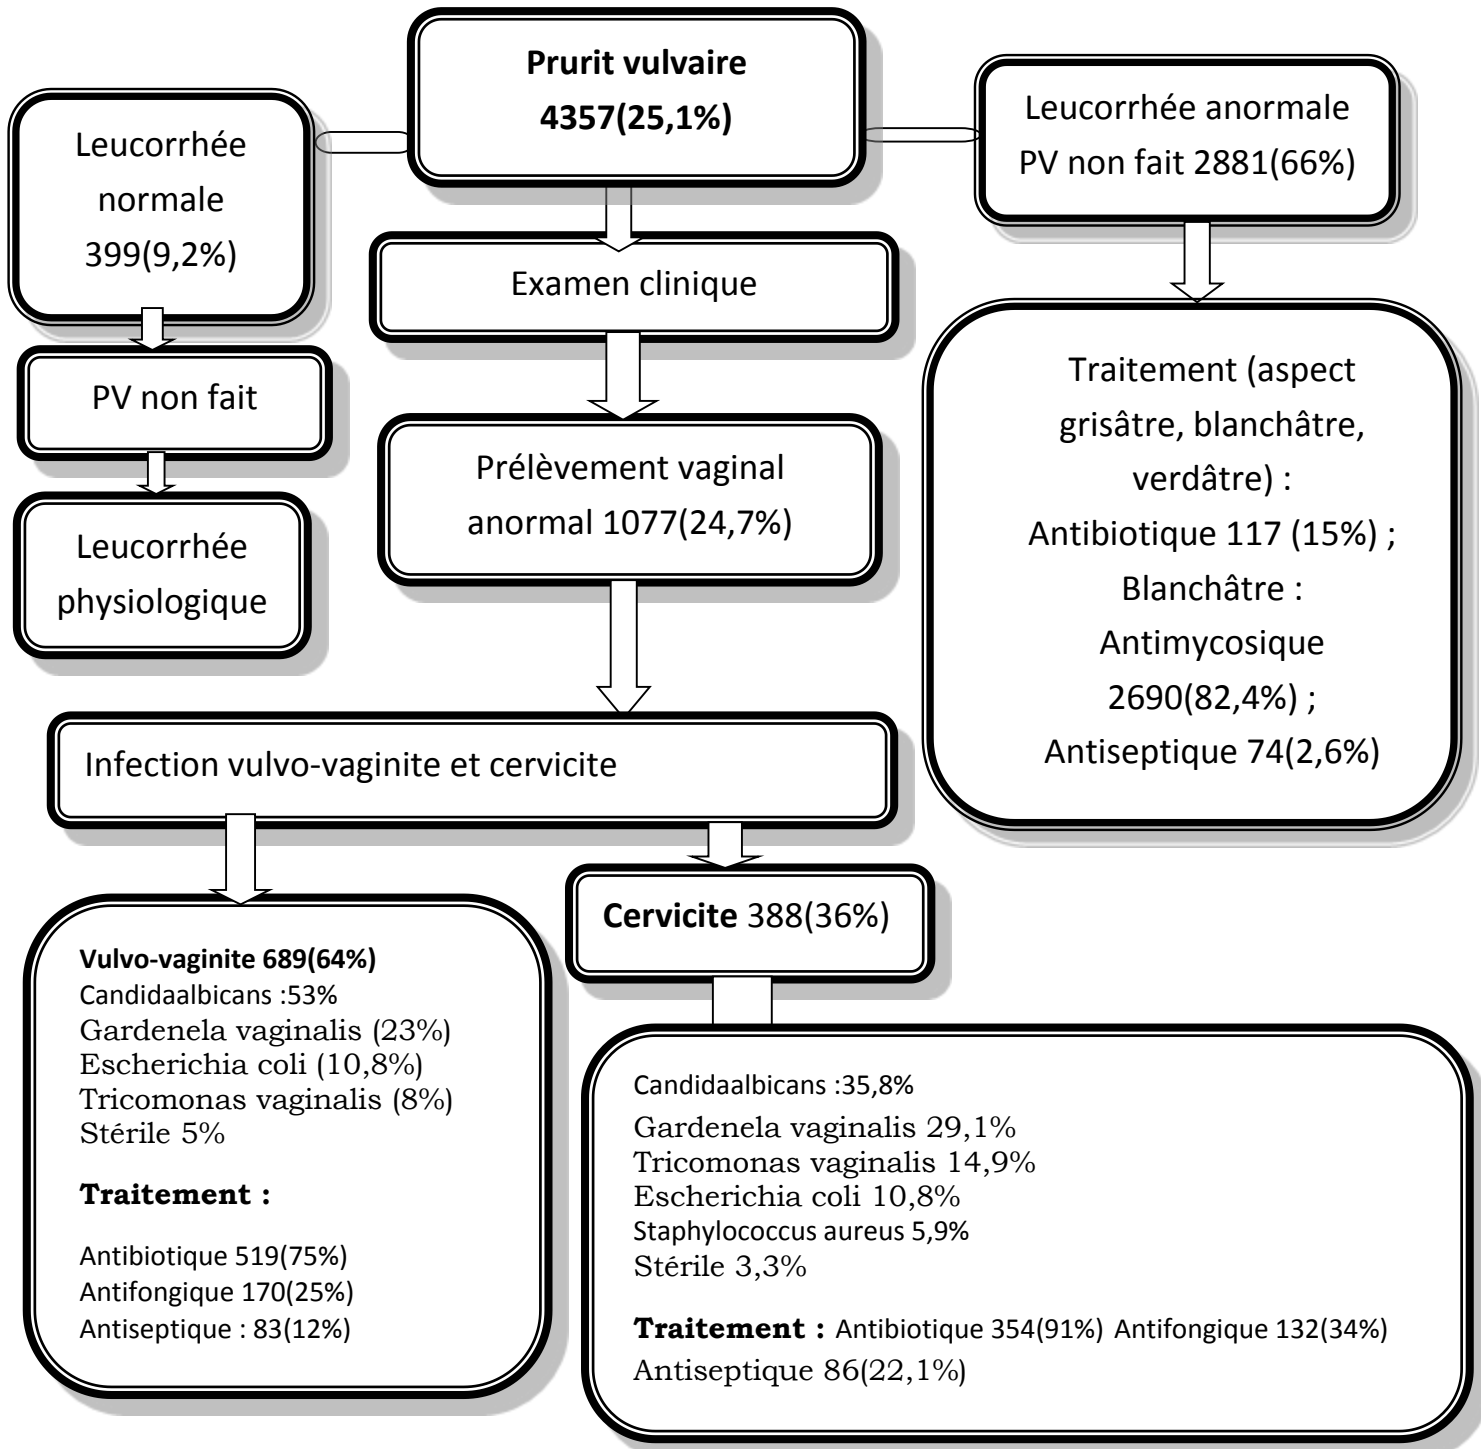 Prurit vulvaire
4357(25,1%)
Leucorrhée
normale
399(9,2%)
Leucorrhée anormale
PV non fait 2881(66%)
Examen clinique
PV non fait
Prélèvement vaginal
anormal 1077(24,7%)
Leucorrhée
physiologique
Traitement (aspect
grisâtre, blanchâtre,
verdâtre) :
Antibiotique 117 (15%) ;
Blanchâtre :
Antimycosique
2690(82,4%) ;
Antiseptique 74(2,6%)
Infection vulvo-vaginite et cervicite
Vulvo-vaginite 689(64%)
Candidaalbicans :53%
Gardenela vaginalis (23%)
Escherichia coli (10,8%)
Tricomonas vaginalis (8%)
Stérile 5%
Traitement :
Antibiotique 519(75%)
Antifongique 170(25%)
Antiseptique : 83(12%)
Cervicite 388(36%)
Candidaalbicans :35,8%
Gardenela vaginalis 29,1%
Tricomonas vaginalis 14,9%
Escherichia coli 10,8%
Staphylococcus aureus 5,9%
Stérile 3,3%
Traitement : Antibiotique 354(91%) Antifongique 132(34%)
Antiseptique 86(22,1%)